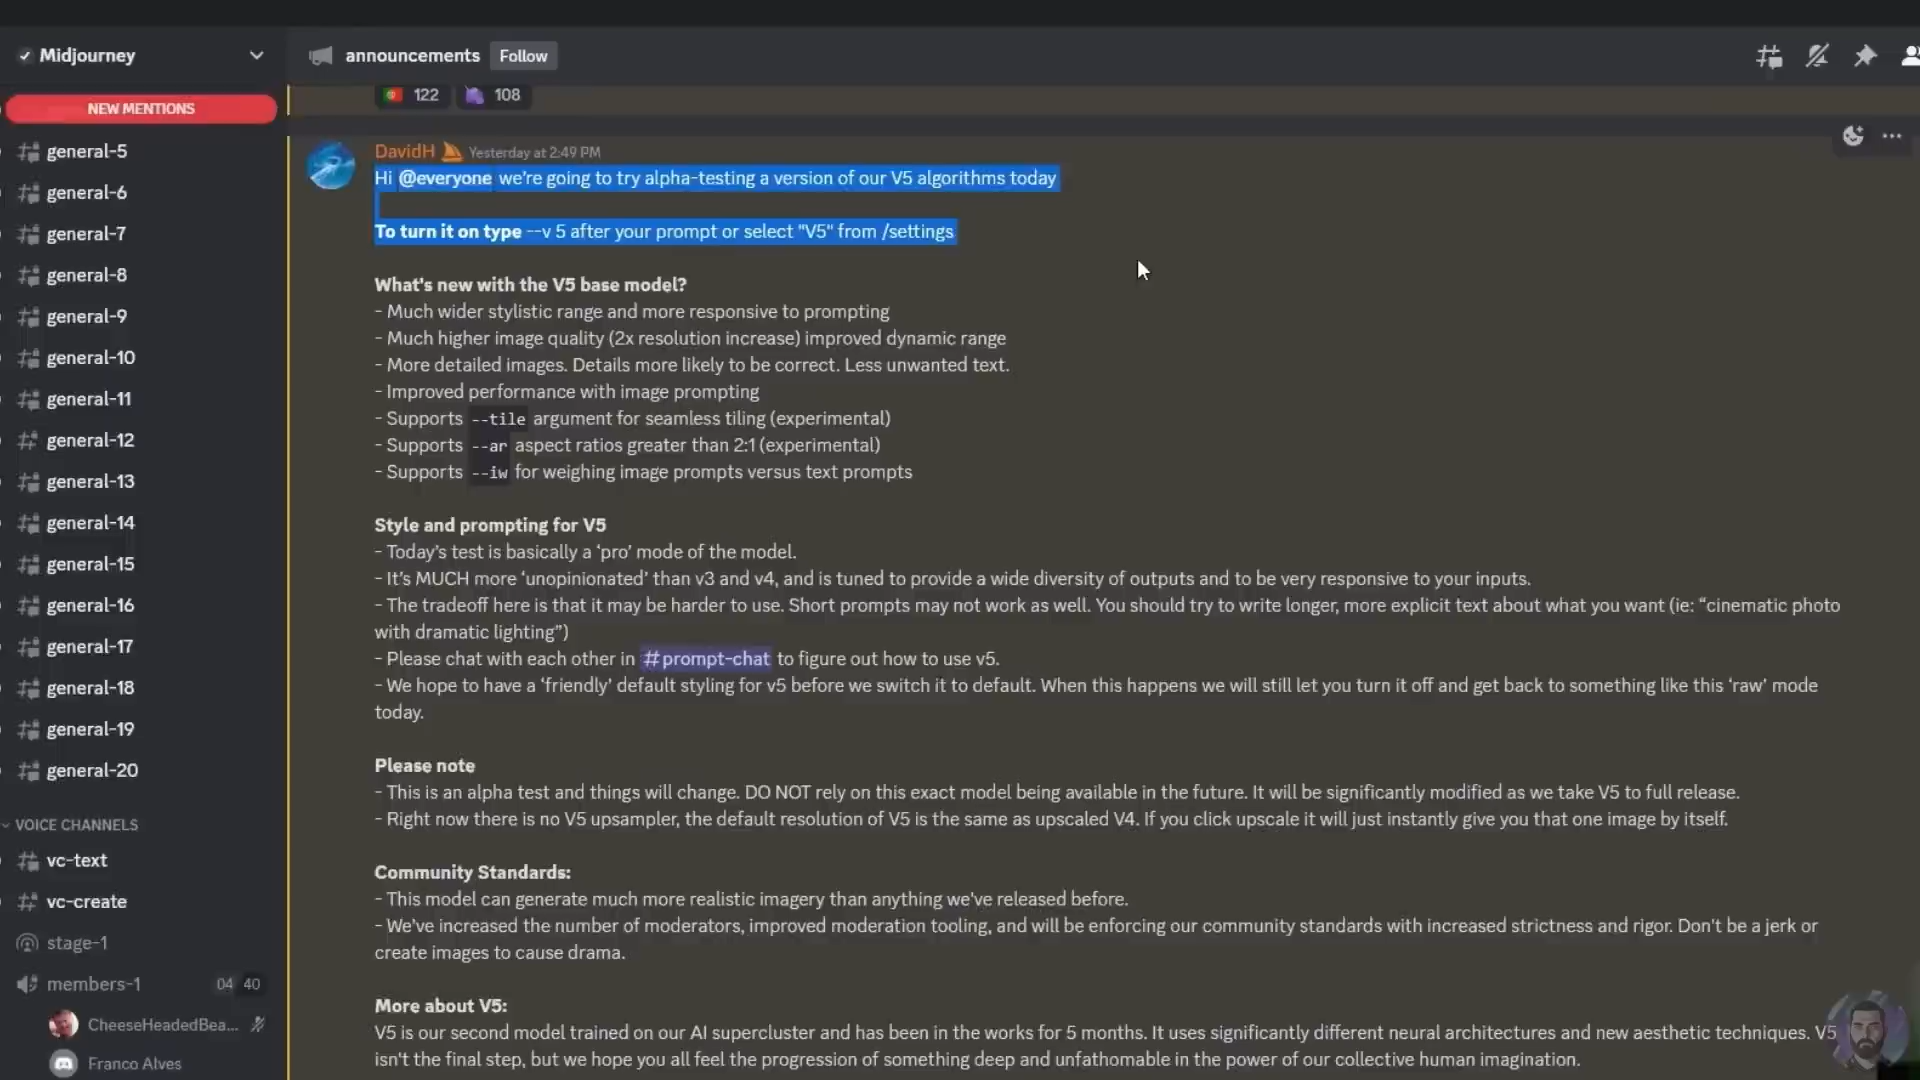 Midjourney
announcements
Follow
NEW MENTIONS
122
108
general-5
general-6
general-7
general-8
general-9
general-10
general-11
general-12
general-13
general-14
general-15
general-16
general-17
general-18
general-19
general-20
VOICE CHANNELS
vc-text
vc-create
stage-1
members-1
04 40
CheeseHeadedBea...
Franco Alves
DavidH Yesterday at 2:49 PM
Hi @everyone we're going to try alpha-testing a version of our V5 algorithms today
To turn it on type --v 5 after your prompt or select "V5" from /settings
What's new with the V5 base model?
- Much wider stylistic range and more responsive to prompting
- Much higher image quality (2x resolution increase) improved dynamic range
- More detailed images. Details more likely to be correct. Less unwanted text.
- Improved performance with image prompting
- Supports --tile argument for seamless tiling (experimental)
- Supports --ar aspect ratios greater than 2:1 (experimental)
- Supports --iw for weighing image prompts versus text prompts
Style and prompting for V5
- Today's test is basically a ‘pro’ mode of the model.
- It's MUCH more ‘unopinionated’ than v3 and v4, and is tuned to provide a wide diversity of outputs and to be very responsive to your inputs.
- The tradeoff here is that it may be harder to use. Short prompts may not work as well. You should try to write longer, more explicit text about what you want (ie: “cinematic photo
with dramatic lighting”)
- Please chat with each other in #prompt-chat to figure out how to use v5.
- We hope to have a ‘friendly’ default styling for v5 before we switch it to default. When this happens we will still let you turn it off and get back to something like this ‘raw’ mode
today.
Please note
- This is an alpha test and things will change. DO NOT rely on this exact model being available in the future. It will be significantly modified as we take V5 to full release.
- Right now there is no V5 upsampler, the default resolution of V5 is the same as upscaled V4. If you click upscale it will just instantly give you that one image by itself.
Community Standards:
- This model can generate much more realistic imagery than anything we've released before.
- We've increased the number of moderators, improved moderation tooling, and will be enforcing our community standards with increased strictness and rigor. Don't be a jerk or
create images to cause drama.
More about V5:
V5 is our second model trained on our AI supercluster and has been in the works for 5 months. It uses significantly different neural architectures and new aesthetic techniques. V5
isn't the final step, but we hope you all feel the progression of something deep and unfathomable in the power of our collective human imagination.